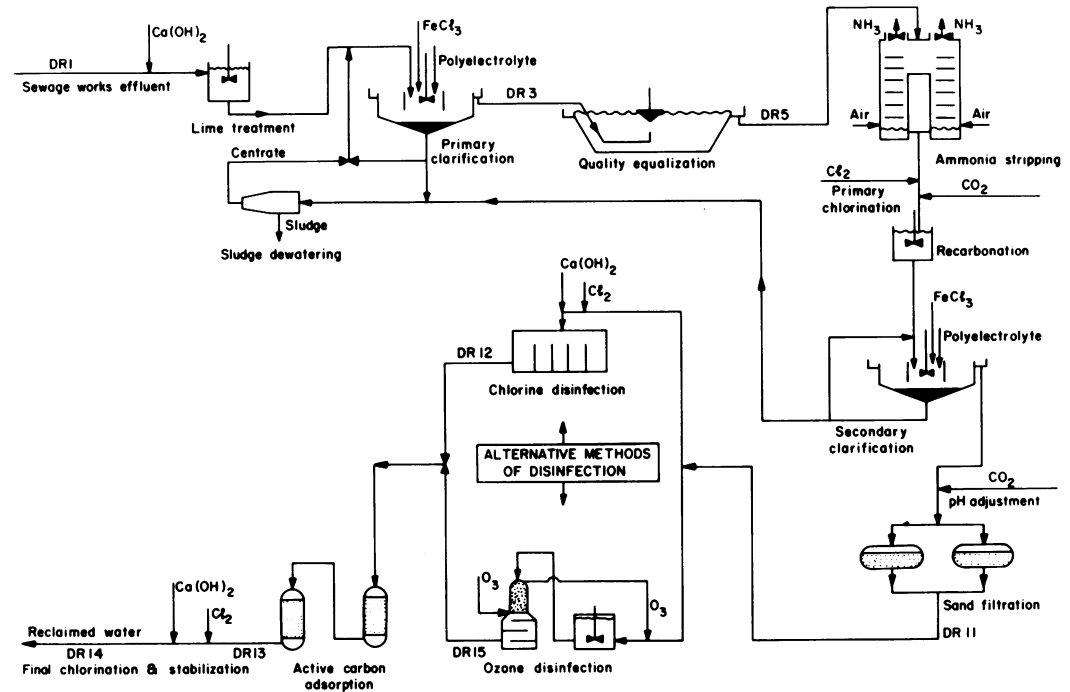 Ca(OH)2
DR1
Sewage works effluent
Lime treatment
FeCl3
Polyelectrolyte
DR3
Primary
clarification
Centrate
Sludge
Sludge dewatering
Quality equalization
DR5
NH3
NH3
Air
Air
Ammonia stripping
Cl2
Primary
chlorination
CO2
Recarbonation
FeCl3
Polyelectrolyte
Secondary
clarification
CO2
pH adjustment
Sand filtration
DR11
Ca(OH)2
Cl2
DR12
Chlorine disinfection
ALTERNATIVE METHODS
OF DISINFECTION
O3
O3
DR15
Ozone disinfection
Active carbon
adsorption
Ca(OH)2
Cl2
Reclaimed water
DR14
DR13
Final chlorination & stabilization